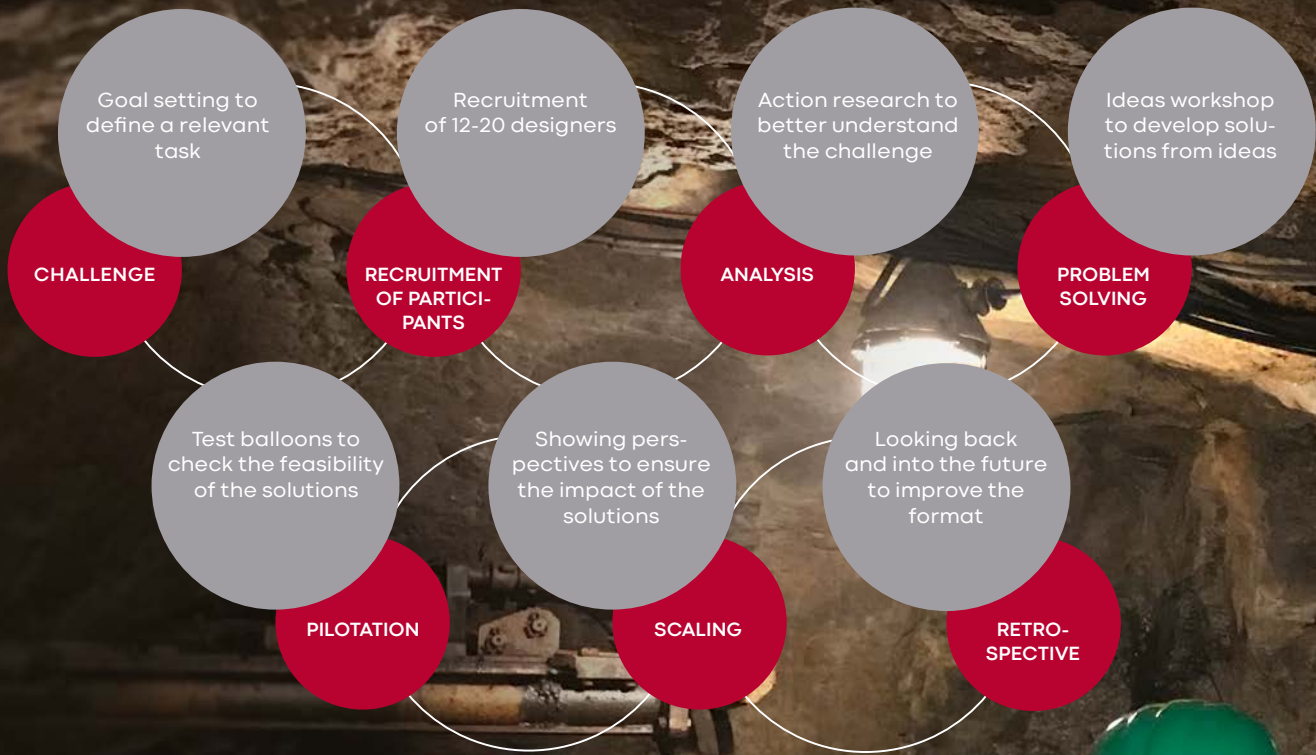 Goal setting to
define a relevant
task
CHALLENGE
Recruitment
of 12-20 designers
RECRUITMENT
OF PARTICI-
PANTS
Action research to
better understand
the challenge
ANALYSIS
Ideas workshop
to develop solu-
tions from ideas
PROBLEM
SOLVING
Test balloons to
check the feasibility
of the solutions
PILOTATION
Showing pers-
pectives to ensure
the impact of the
solutions
SCALING
Looking back
and into the future
to improve the
format
RETRO-
SPECTIVE